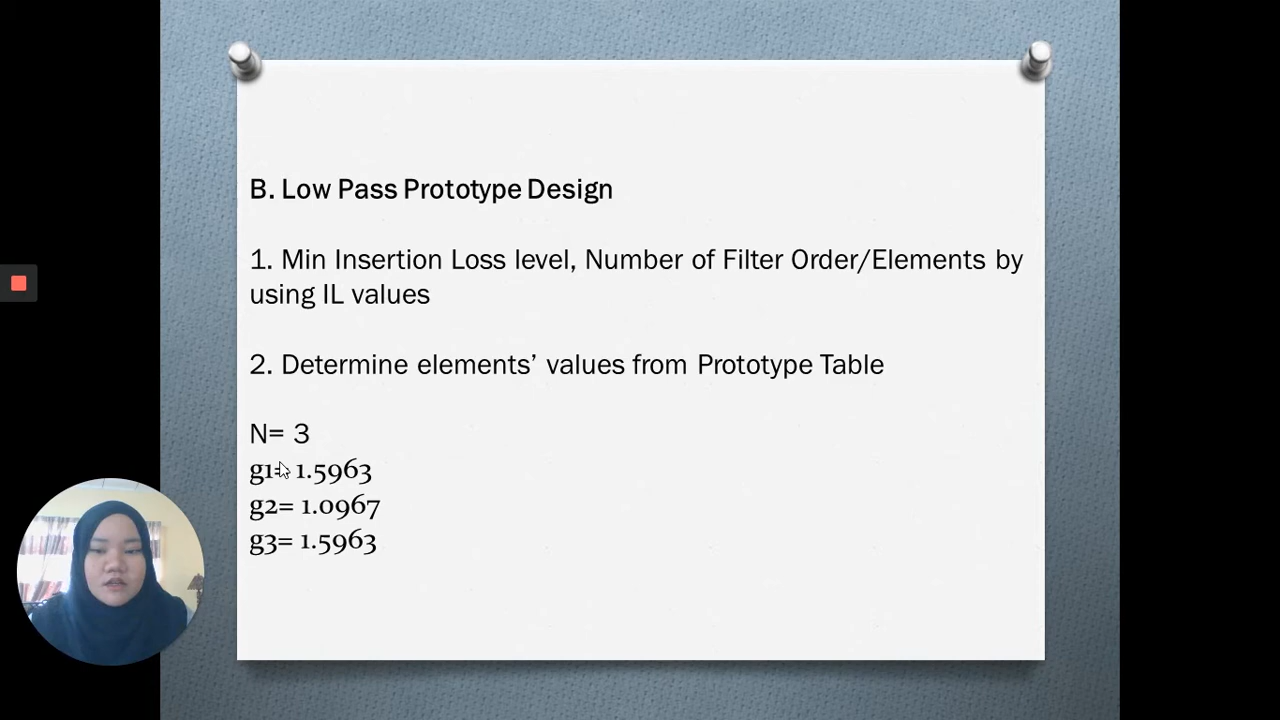 B. Low Pass Prototype Design
1. Min Insertion Loss level, Number of Filter Order/Elements by
using IL values
2. Determine elements’ values from Prototype Table
N= 3
g1= 1.5963
g2= 1.0967
g3= 1.5963